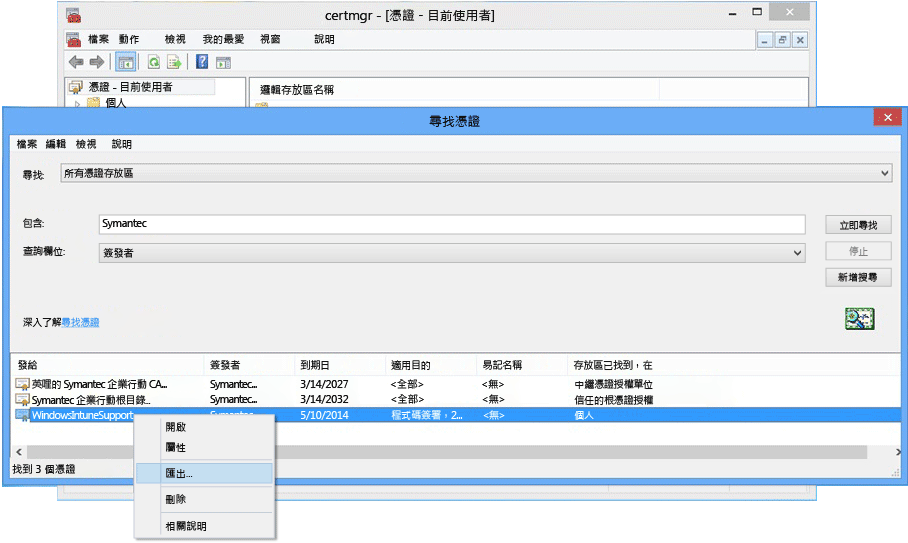 certmgr - [憑證 - 目前使用者]
檔案 動作 檢視 我的最愛 視窗 說明
憑證 - 目前使用者
邏輯存放區名稱
個人
尋找憑證
檔案 編輯 檢視 說明
尋找: 所有憑證存放區
包含: Symantec 立即尋找
查詢欄位: 簽發者 停止
新增搜尋
深入了解尋找憑證
發給 簽發者 到期日 適用目的 易記名稱 存放區已找到，在
英哩的 Symantec 企業行動 CA... Symantec... 3/14/2027 <全部> <無> 中繼憑證授權單位
Symantec 企業行動根目錄... Symantec... 3/14/2032 <全部> <無> 信任的根憑證授權
WindowsIntuneSupport 5/10/2014 程式碼簽署，2... <無> 個人
開啟
屬性
匯出...
刪除
相關說明
找到 3 個憑證